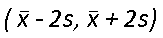 ( x̅ - 2s, x̅ + 2s)